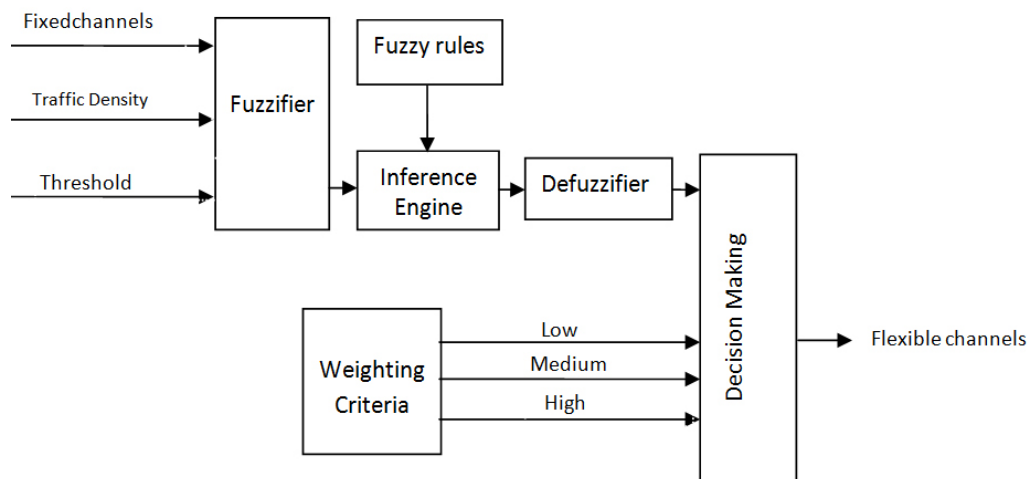 Fixedchannels
Traffic Density
Threshold
Fuzzifier
Fuzzy rules
Inference
Engine
Defuzzifier
Decision Making
Weighting
Criteria
Low
Medium
High
Flexible channels